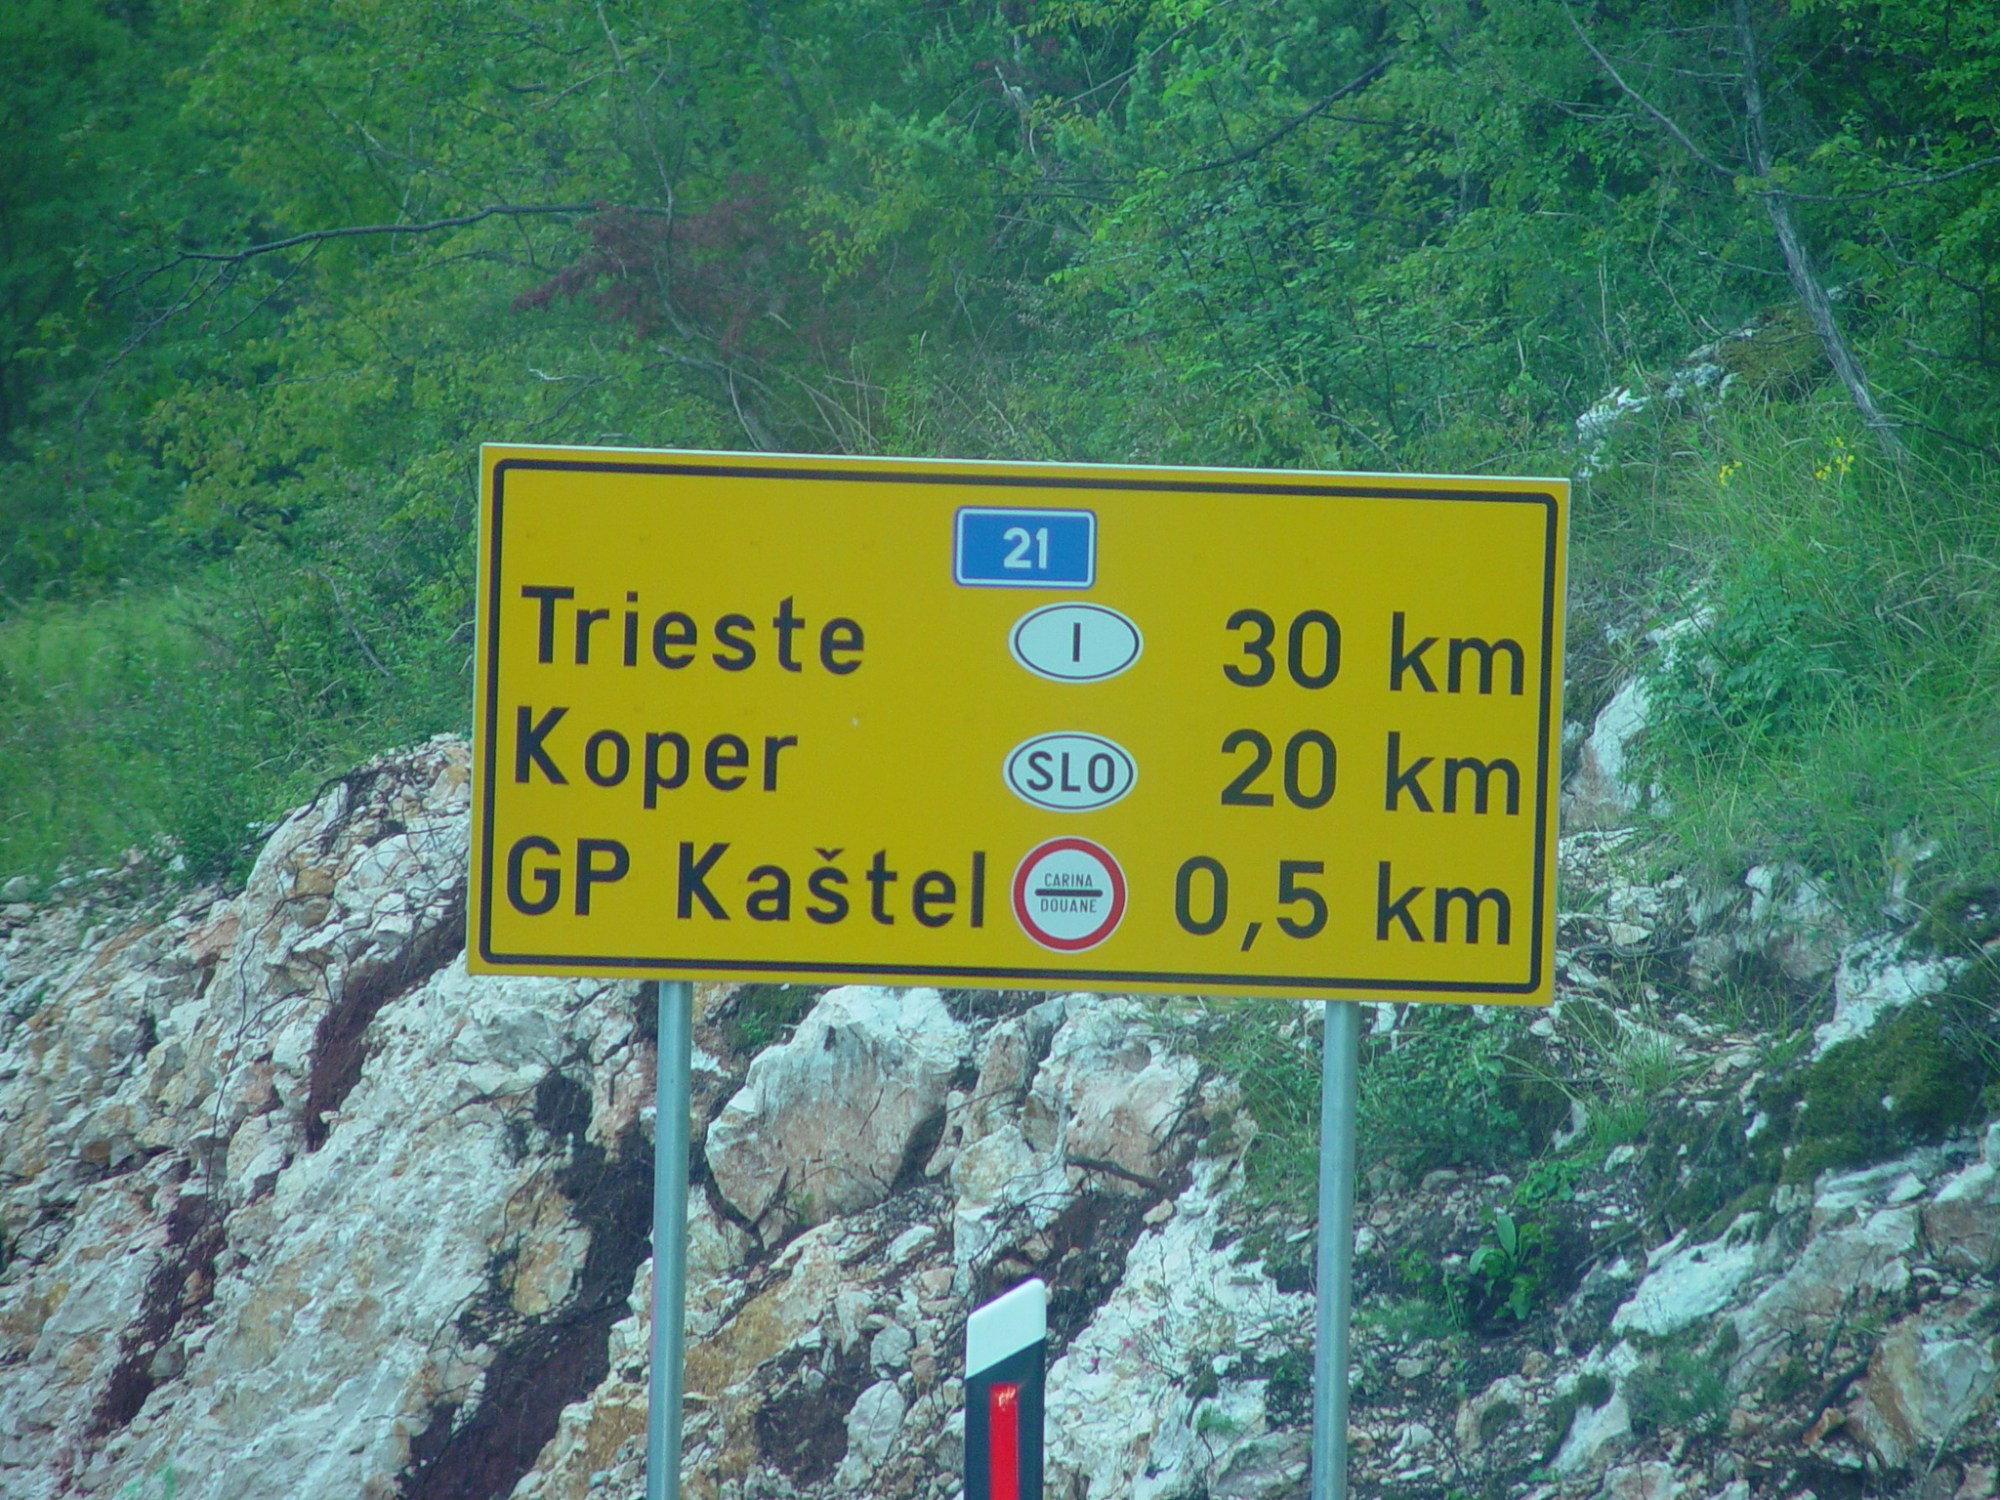 21
Trieste I 30 km
Koper SLO 20 km
GP Kaštel CARINA DOUANE 0,5 km